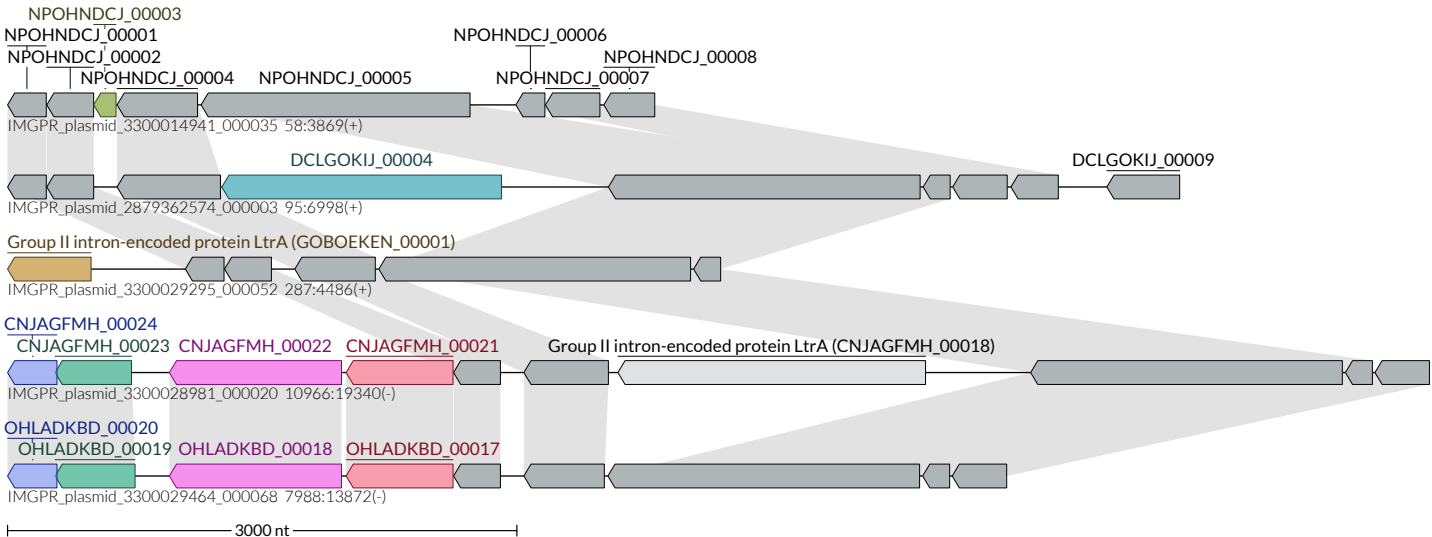 NPOHNDCJ_00003
NPOHNDCJ_00001
NPOHNDCJ_00006
NPOHNDCJ_00002
NPOHNDCJ_00008
NPOHNDCJ_00004
NPOHNDCJ_00005
NPOHNDCJ_00007
IMGPR_plasmid_3300014941_000035 58:3869(+)
DCLGOKIJ_00004
DCLGOKIJ_00009
IMGPR_plasmid_2879362574_000003 95:6998(+)
Group II intron-encoded protein LtrA (GOBOEKEN_00001)
IMGPR_plasmid_3300029295_000052 287:4486(+)
CNJAGFMH_00024
CNJAGFMH_00023
CNJAGFMH_00022
CNJAGFMH_00021
Group II intron-encoded protein LtrA (CNJAGFMH_00018)
IMGPR_plasmid_3300028981_000020 10966:19340(-)
OHLADKBD_00020
OHLADKBD_00019
OHLADKBD_00018
OHLADKBD_00017
IMGPR_plasmid_3300029464_000068 7988:13872(-)
3000 nt